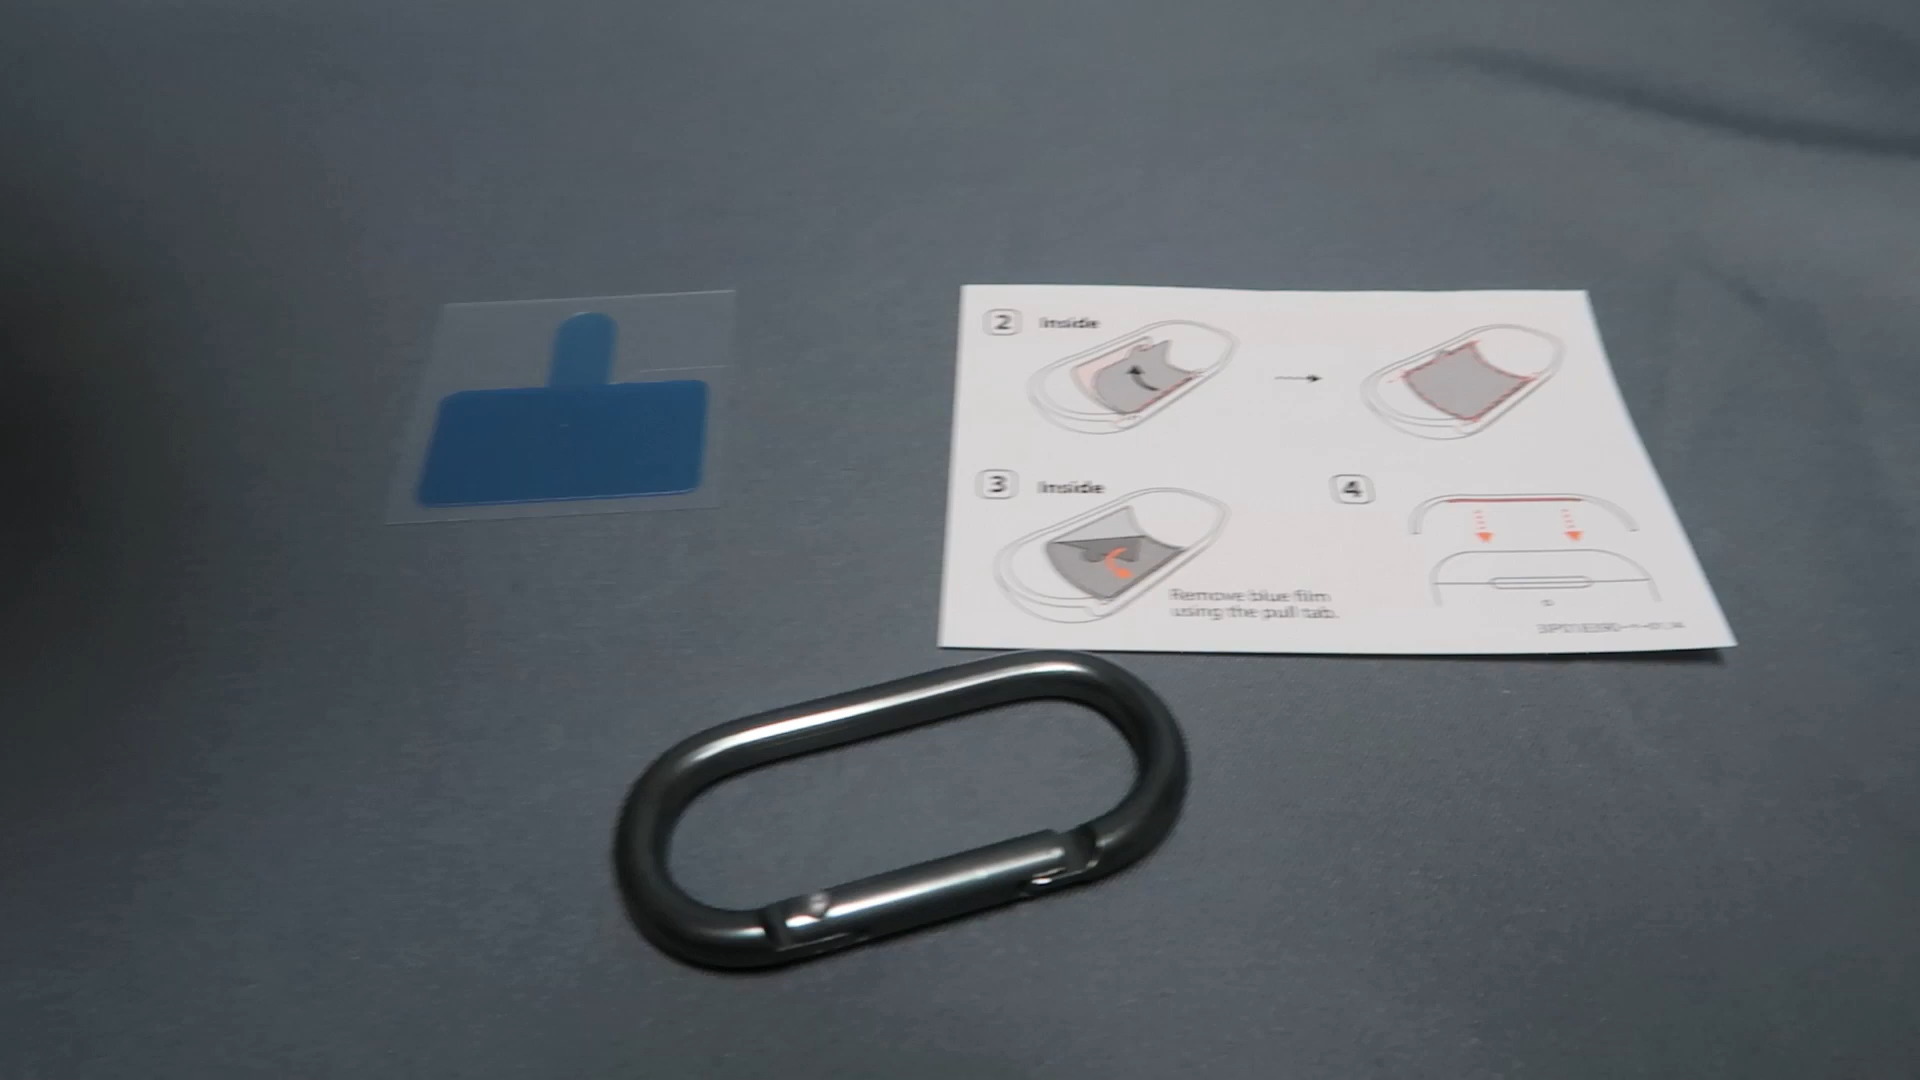 2 Inside
3 Inside
4
Remove blue film
using the pull tab.